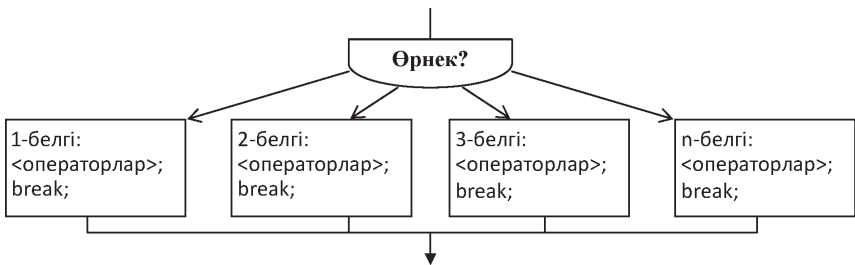 Өрнек?
1-белгі:
<операторлар>;
break;
2-белгі:
<операторлар>;
break;
3-белгі:
<операторлар>;
break;
n-белгі:
<операторлар>;
break;